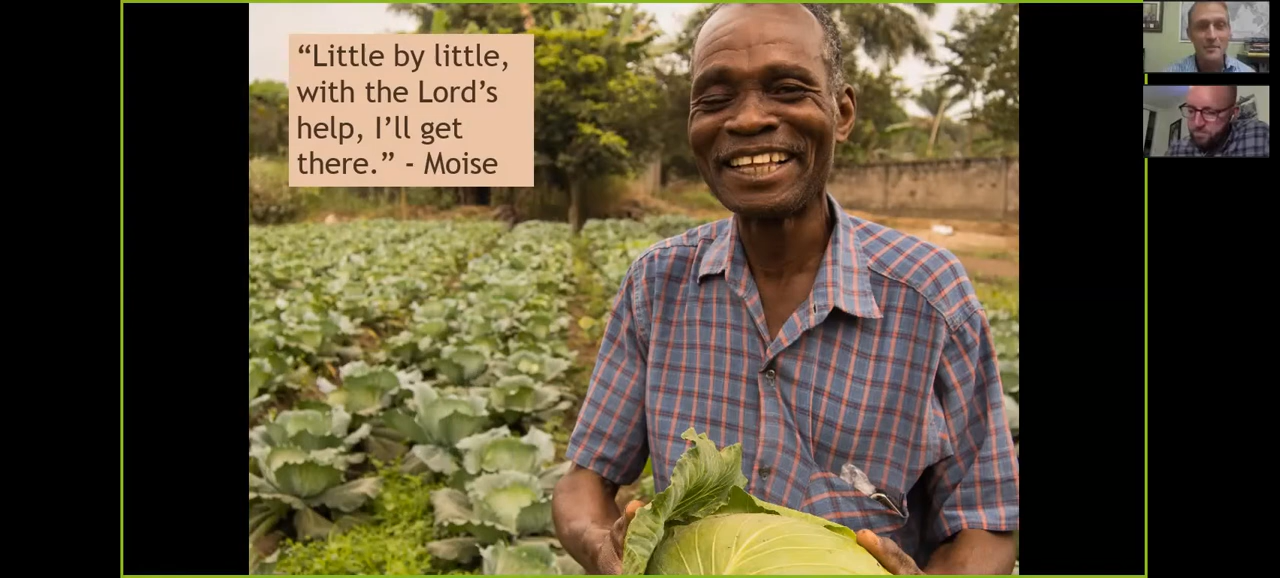 “Little by little,
with the Lord’s
help, I’ll get
there.” - Moise